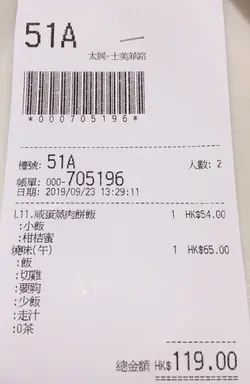 51A
太興-士美菲路
*000705196*
檯號: 51A 人數: 2
帳單: 000-705196
日期: 2019/09/23 13:29:11
L11.咸蛋蒸肉餅飯 1 HK$54.00
:小飯
:柑桔蜜
燒味(午) 1 HK$65.00
:飯
:切雞
:要胸
:少飯
:走汁
:0茶
總金額 HK$119.00